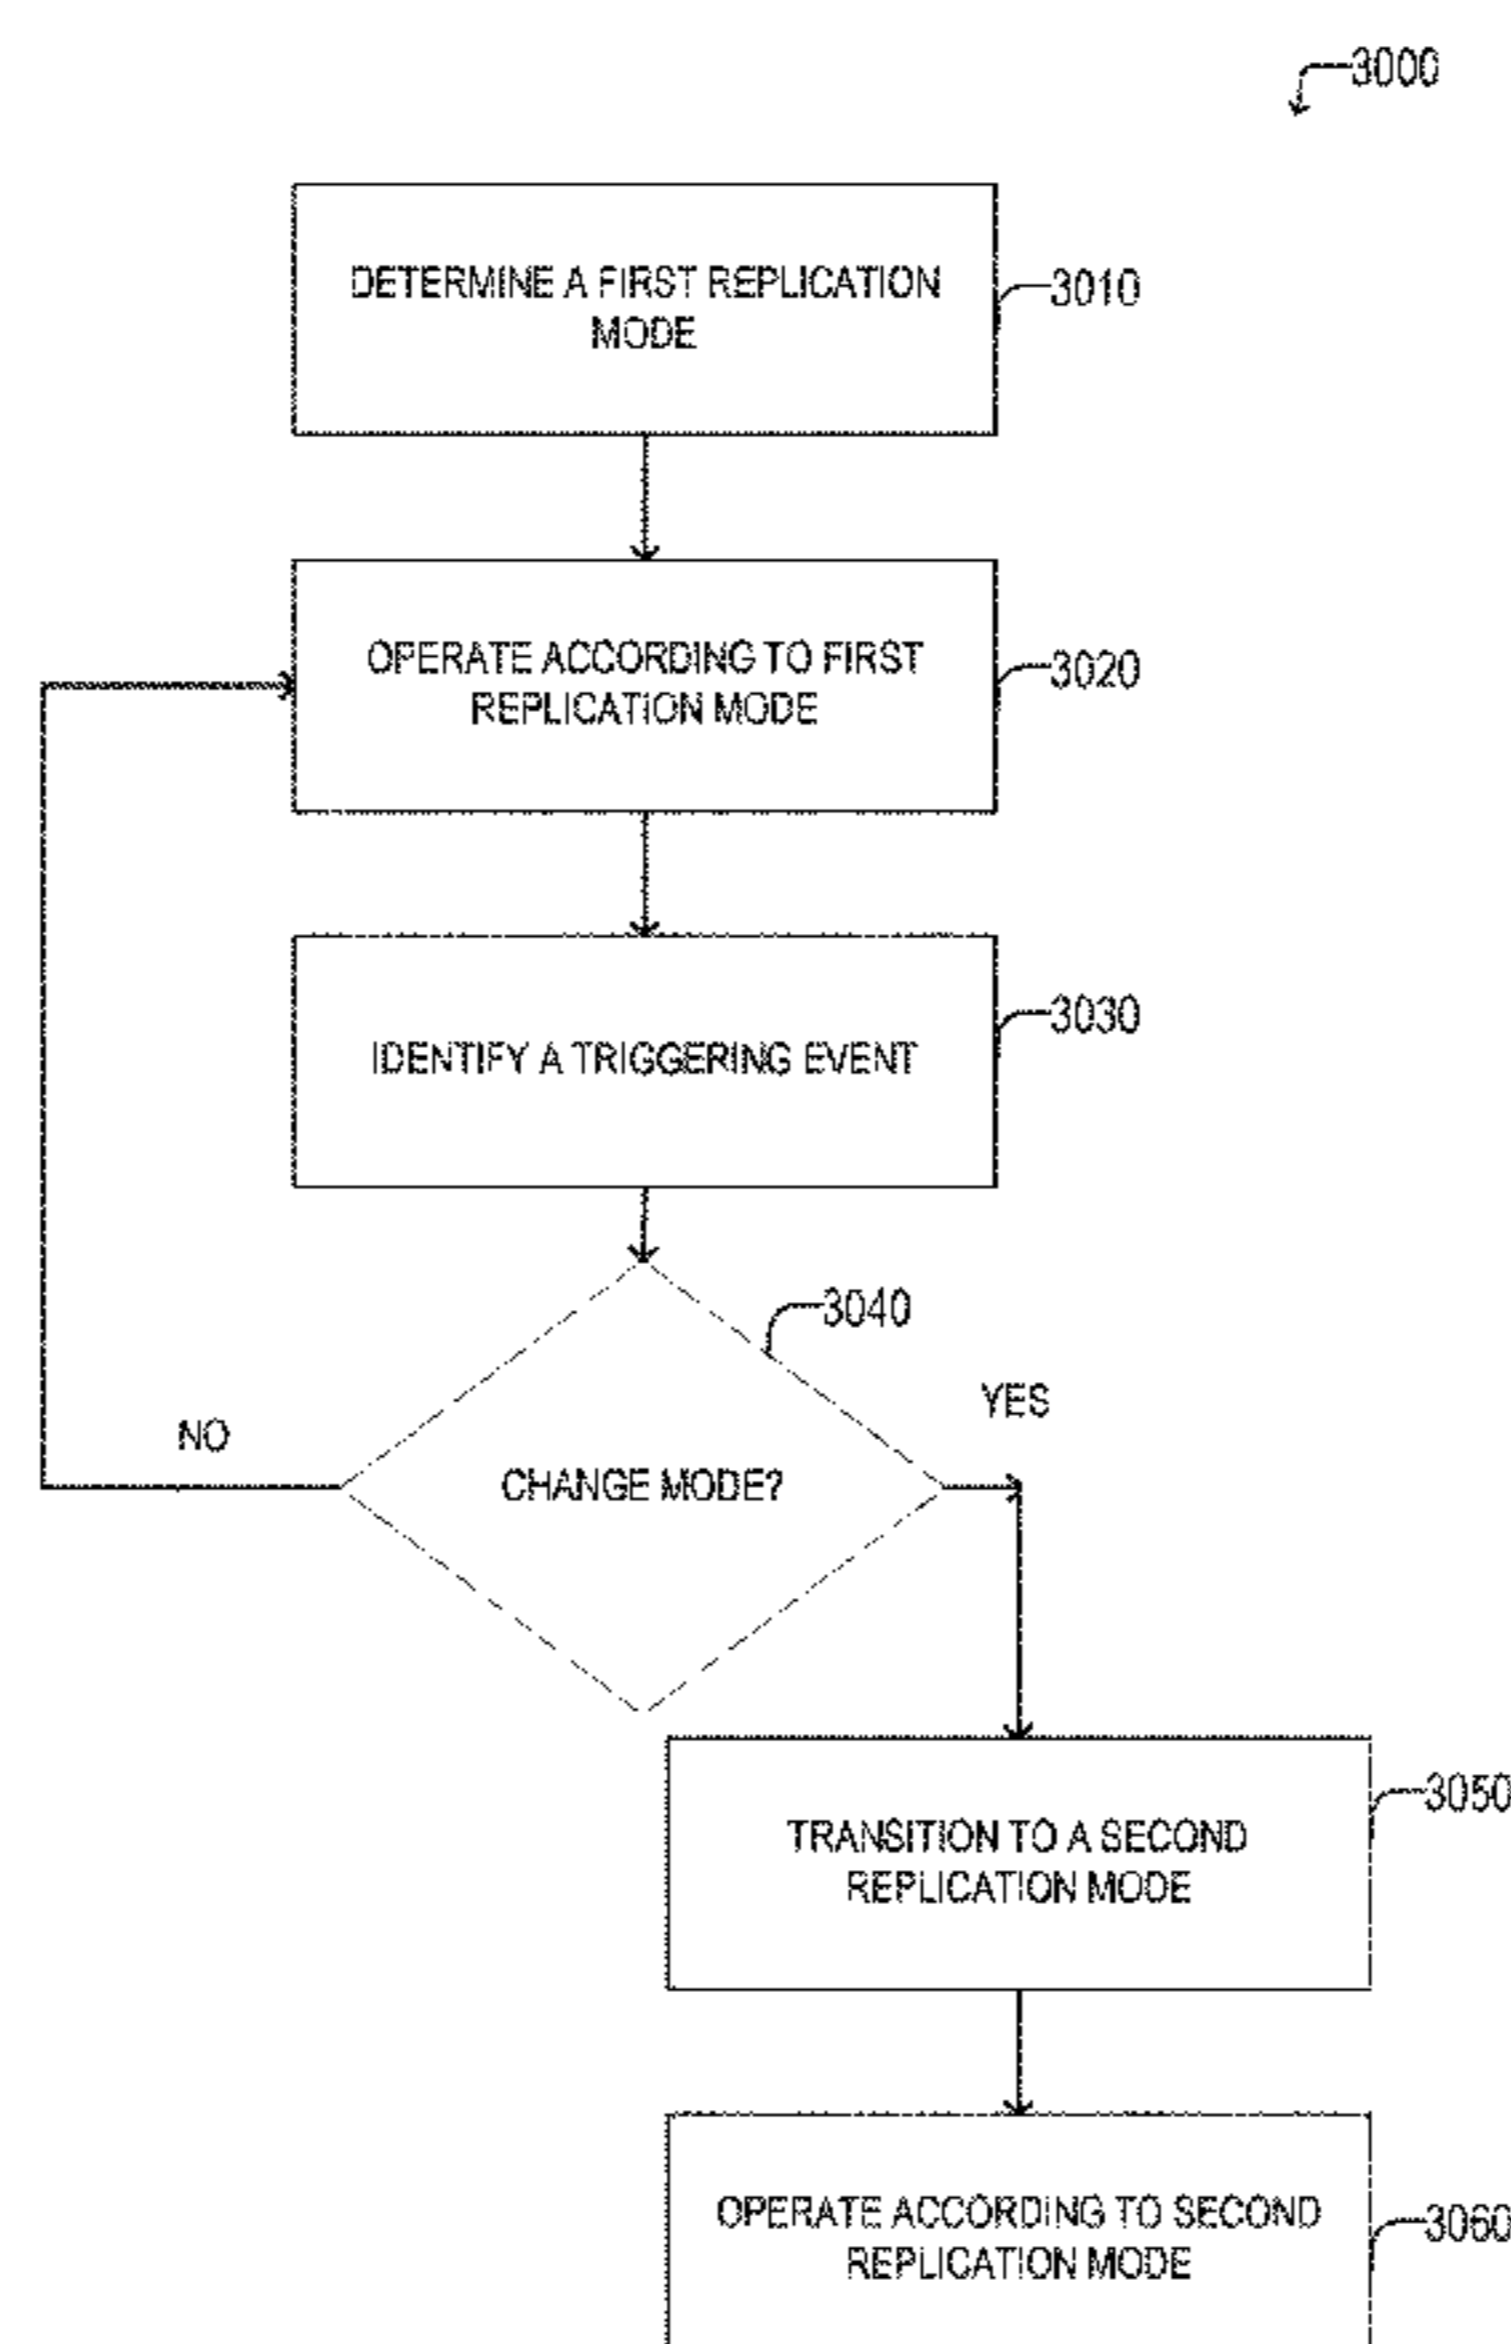 3000
DETERMINE A FIRST REPLICATION
MODE
3010
OPERATE ACCORDING TO FIRST
REPLICATION MODE
3020
IDENTIFY A TRIGGERING EVENT
3030
3040
CHANGE MODE?
NO
YES
TRANSITION TO A SECOND
REPLICATION MODE
3050
OPERATE ACCORDING TO SECOND
REPLICATION MODE
3060